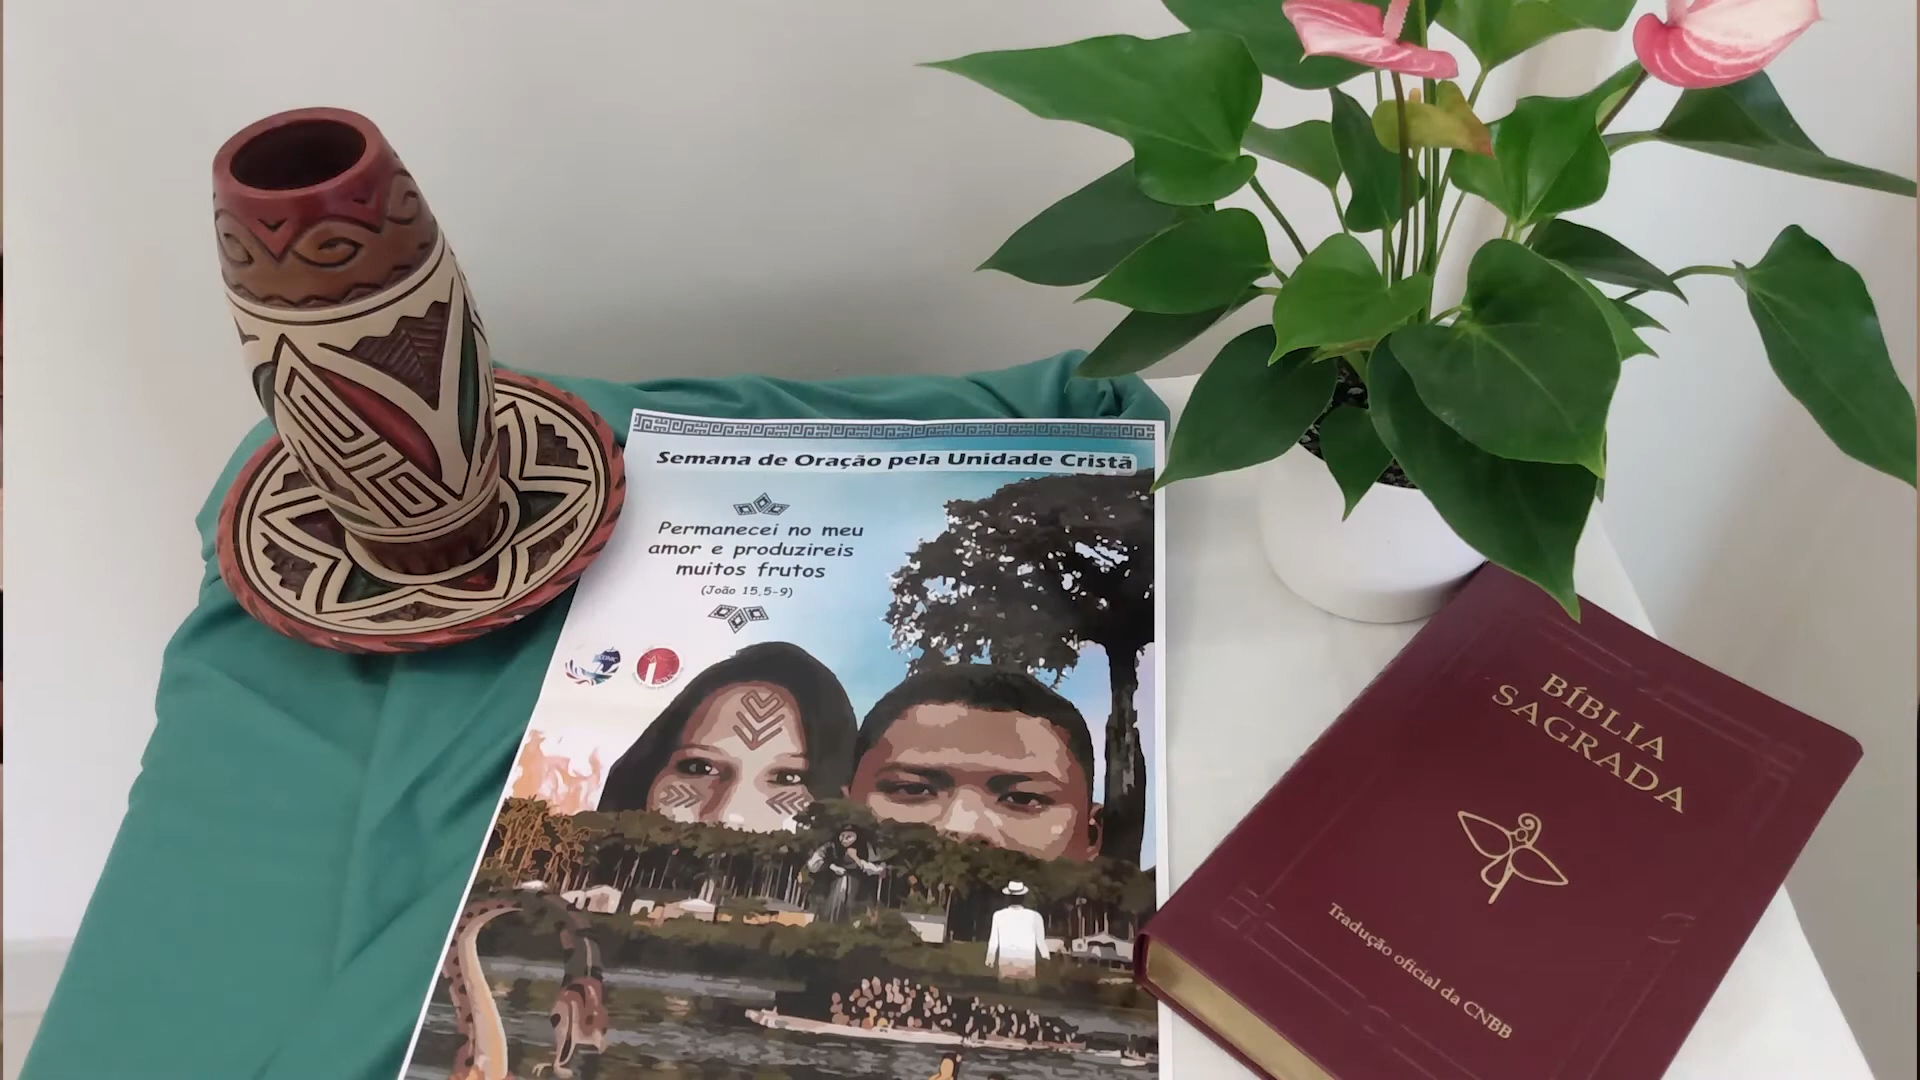 Semana de Oração pela Unidade Cristã
Permanecei no meu
amor e produzireis
muitos frutos
(João 15,5-9)
CONIC
BÍBLIA
SAGRADA
Tradução oficial da CNBB